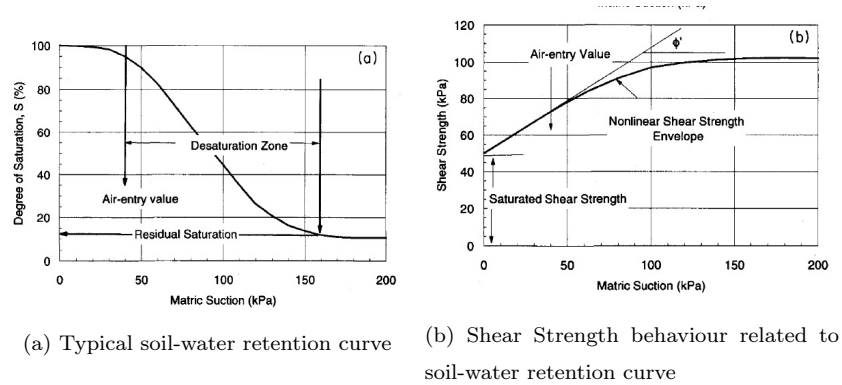 (a)
100
80
60
40
20
0
Degree of Saturation, S (%)
Desaturation Zone
Air-entry value
Residual Saturation
0 50 100 150 200
Matric Suction (kPa)
(b)
120
100
80
60
40
20
0
Shear Strength (kPa)
ϕ'
Air-entry Value
Nonlinear Shear Strength
Envelope
Saturated Shear Strength
0 50 100 150 200
Matric Suction (kPa)
(a) Typical soil-water retention curve
(b) Shear Strength behaviour related to
soil-water retention curve